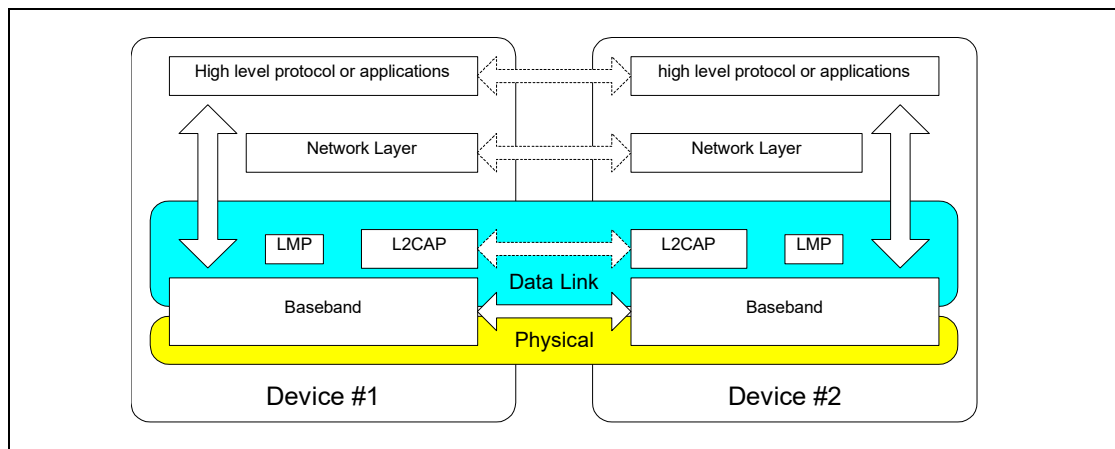 High level protocol or applications
high level protocol or applications
Network Layer
Network Layer
LMP
L2CAP
L2CAP
LMP
Data Link
Baseband
Baseband
Physical
Device #1
Device #2